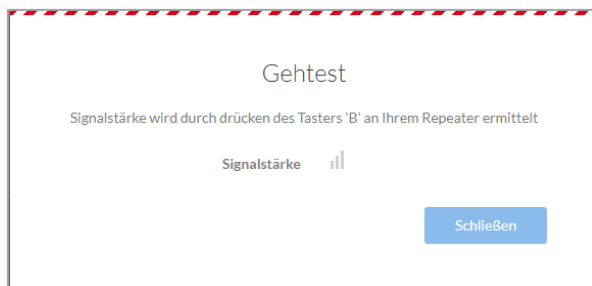 Gehtest
Signalstärke wird durch drücken des Tasters 'B' an Ihrem Repeater ermittelt
Signalstärke
Schließen